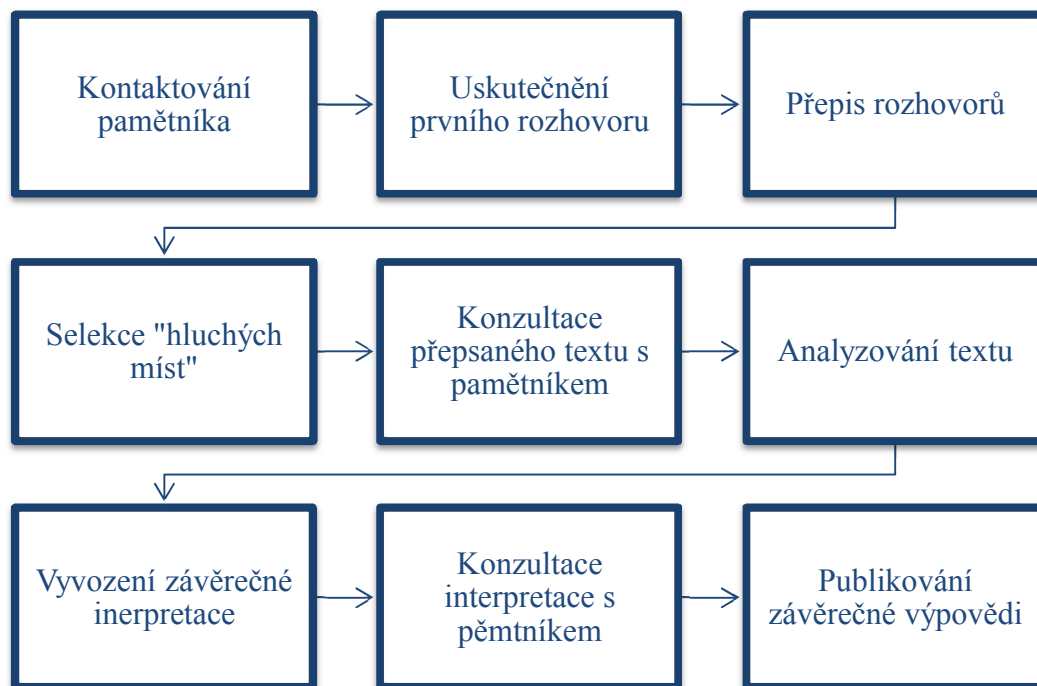 Kontaktování
pamětníka
Uskutečnění
prvního rozhovoru
Přepis rozhovorů
Selekce "hluchých
míst"
Konzultace
přepsaného textu s
pamětníkem
Analyzování textu
Vyvození závěrečné
inerpretace
Konzultace
interpretace s
pěmtníkem
Publikování
závěrečné výpovědi